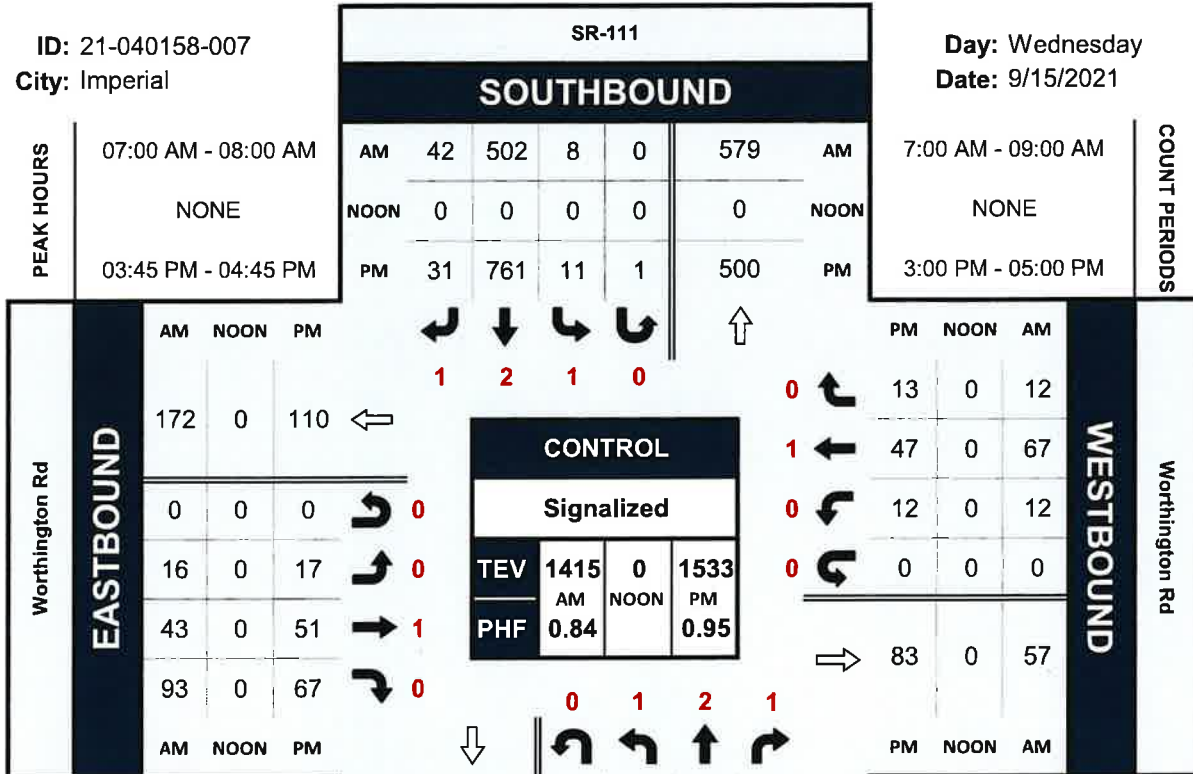 ID: 21-040158-007
City: Imperial
SR-111
SOUTHBOUND
Day: Wednesday
Date: 9/15/2021
PEAK HOURS
07:00 AM - 08:00 AM
NONE
03:45 PM - 04:45 PM
AM 42 502 8 0 579 AM
NOON 0 0 0 0 0 NOON
PM 31 761 11 1 500 PM
1 2 1 0
7:00 AM - 09:00 AM
NONE
3:00 PM - 05:00 PM
COUNT PERIODS
Worthington Rd
EASTBOUND
AM NOON PM
172 0 110
0 0 0 0
16 0 17 0
43 0 51 1
93 0 67 0
AM NOON PM
CONTROL
Signalized
TEV 1415 0 1533
AM NOON PM
PHF 0.84 0.95
PM NOON AM
0 13 0 12
1 47 0 67
0 12 0 12
0 0 0 0
83 0 57
PM NOON AM
WESTBOUND
Worthington Rd
0 1 2 1